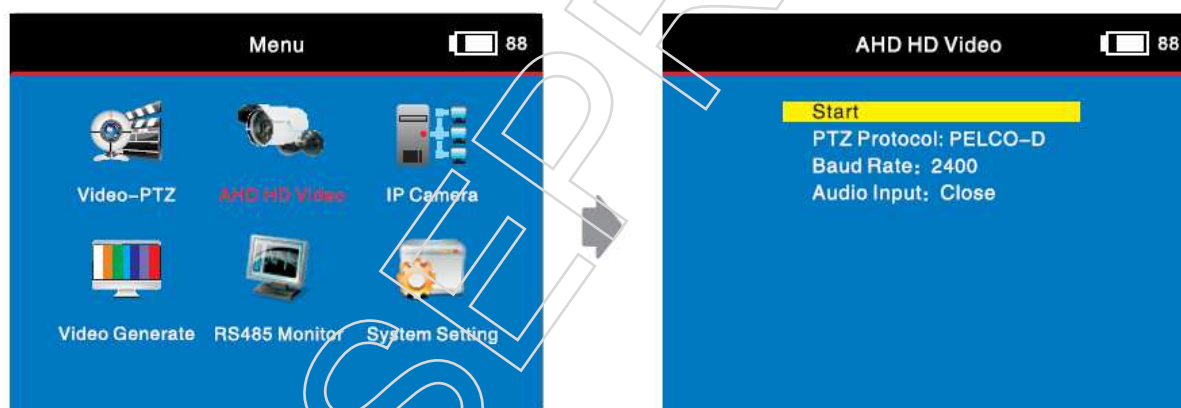 Menu
88
Video-PTZ
AHD HD Video
IP Camera
Video Generate
RS485 Monitor
System Setting
AHD HD Video
88
Start
PTZ Protocol: PELCO-D
Baud Rate: 2400
Audio Input: Close